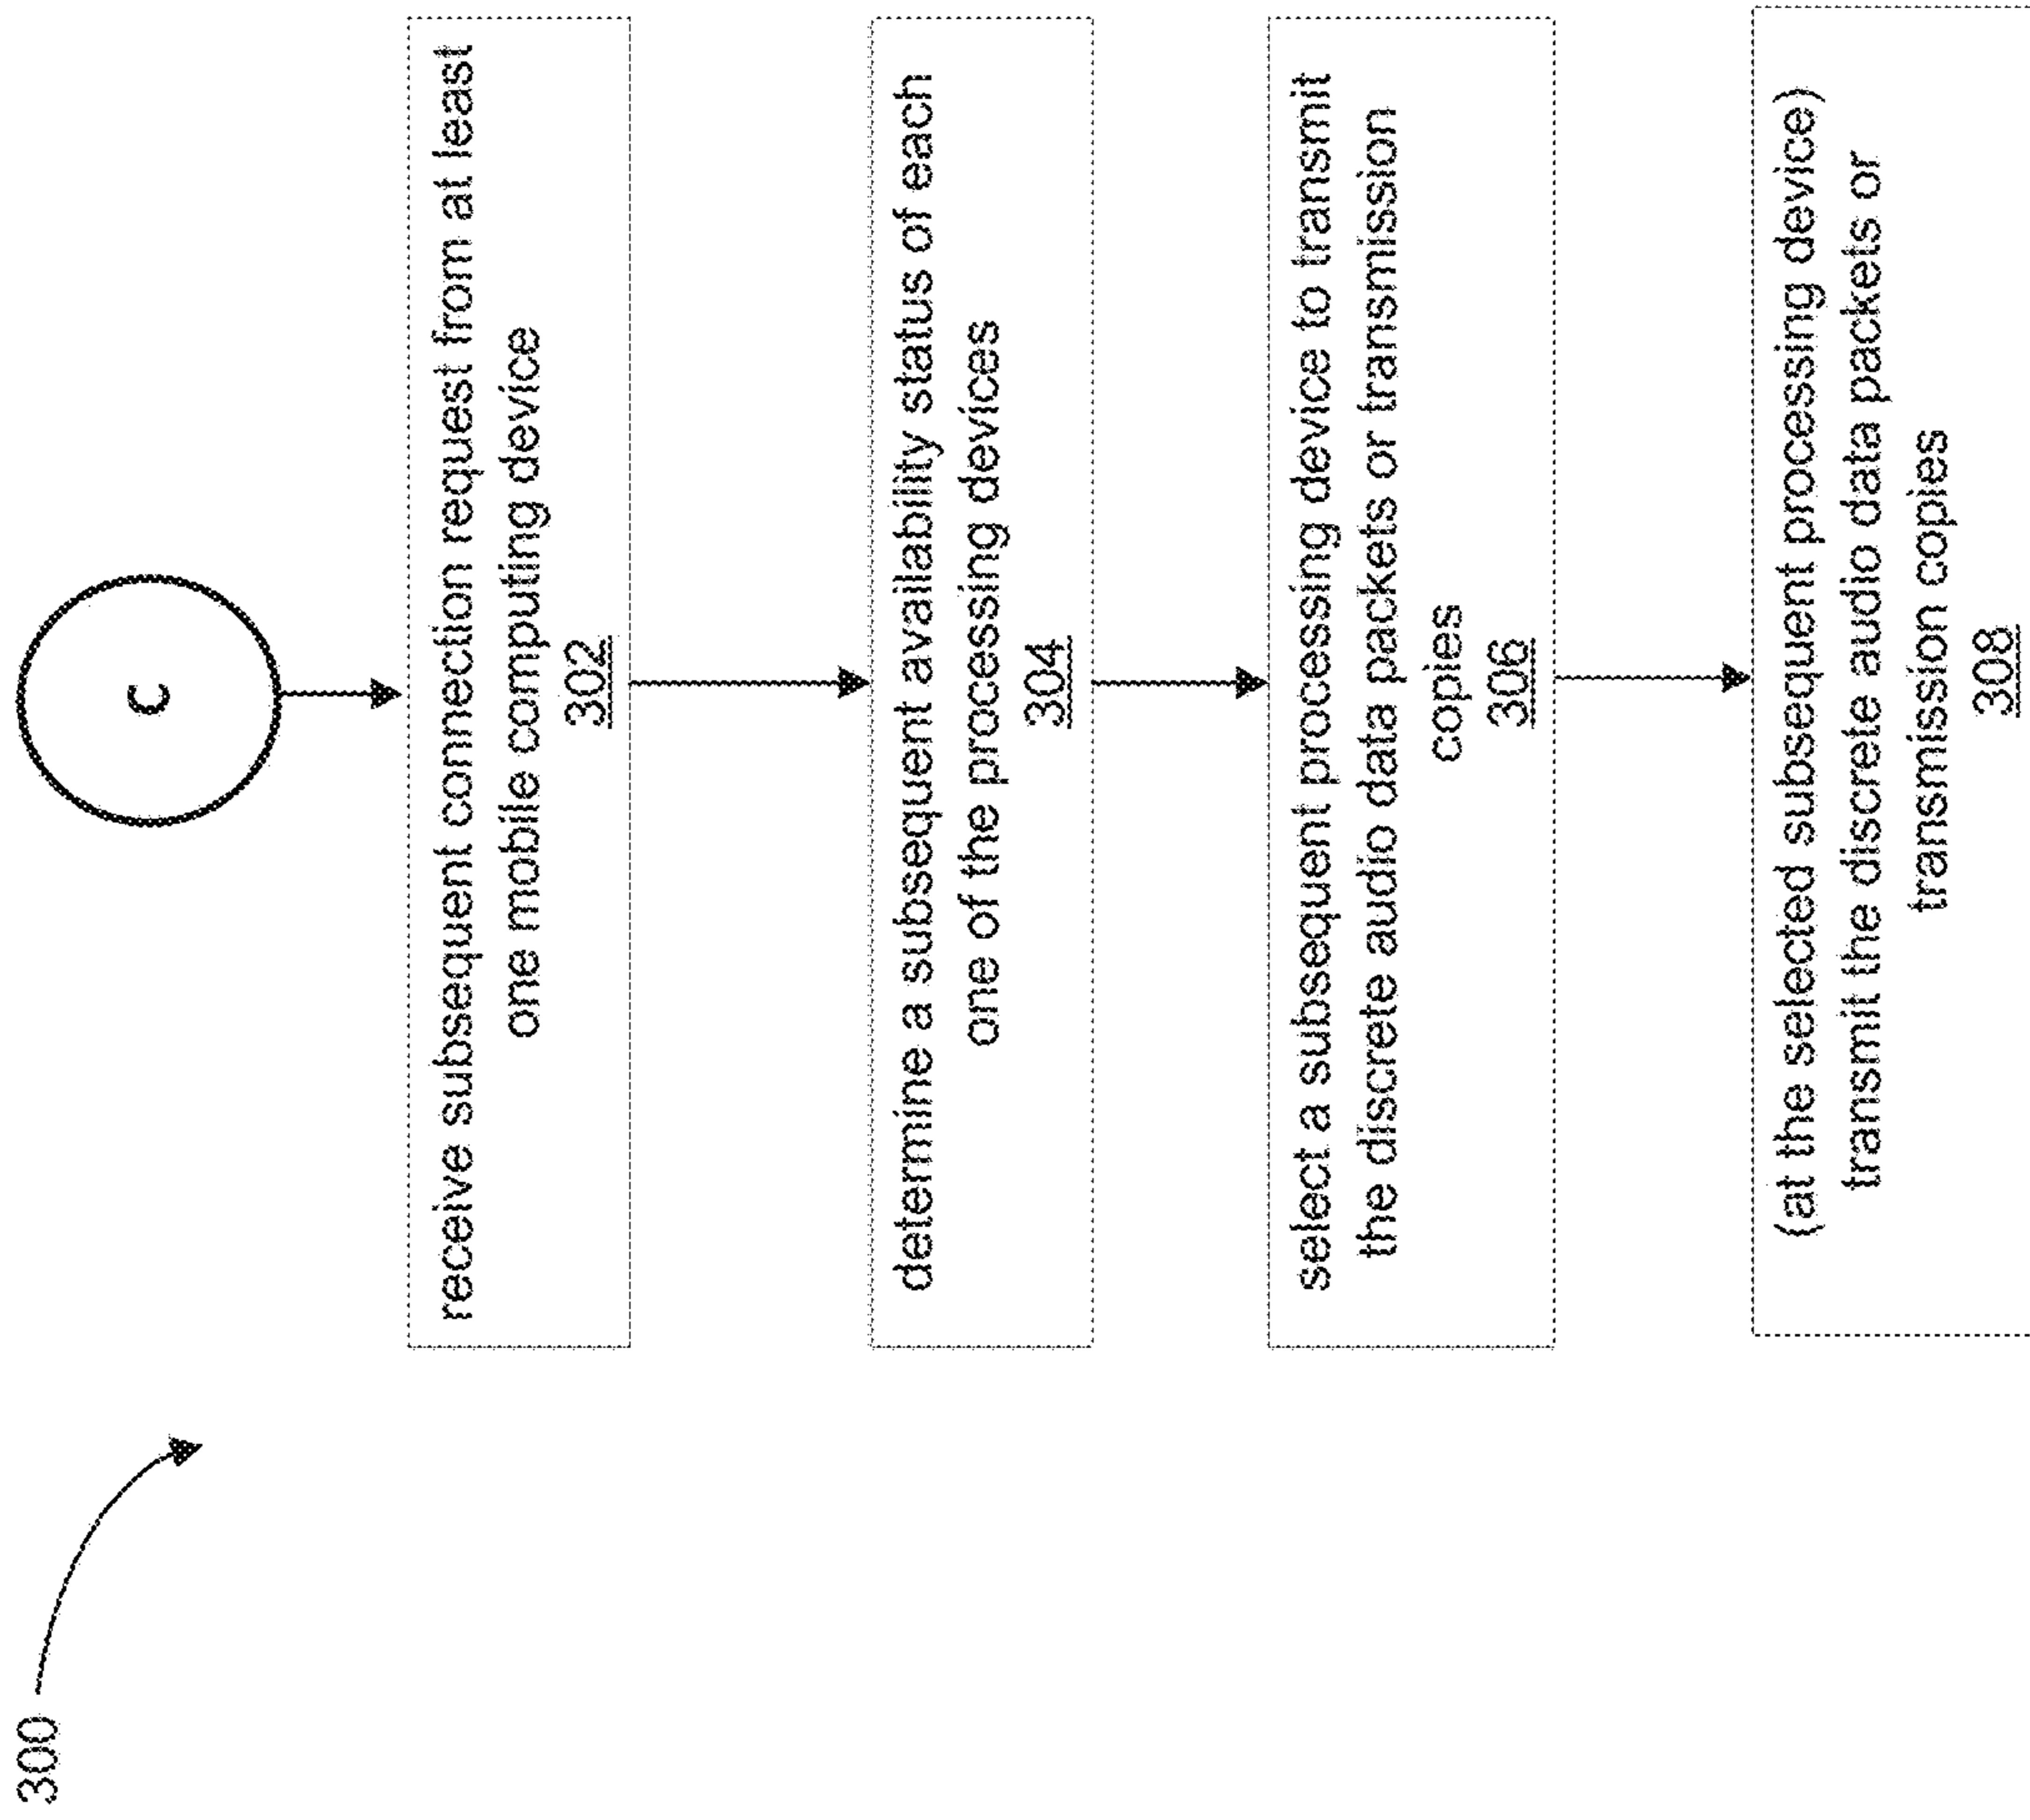 300
C
receive subsequent connection request from at least
one mobile computing device
302
determine a subsequent availability status of each
one of the processing devices
304
select a subsequent processing device to transmit
the discrete audio data packets or transmission
copies
306
(at the selected subsequent processing device)
transmit the discrete audio data packets or
transmission copies
308